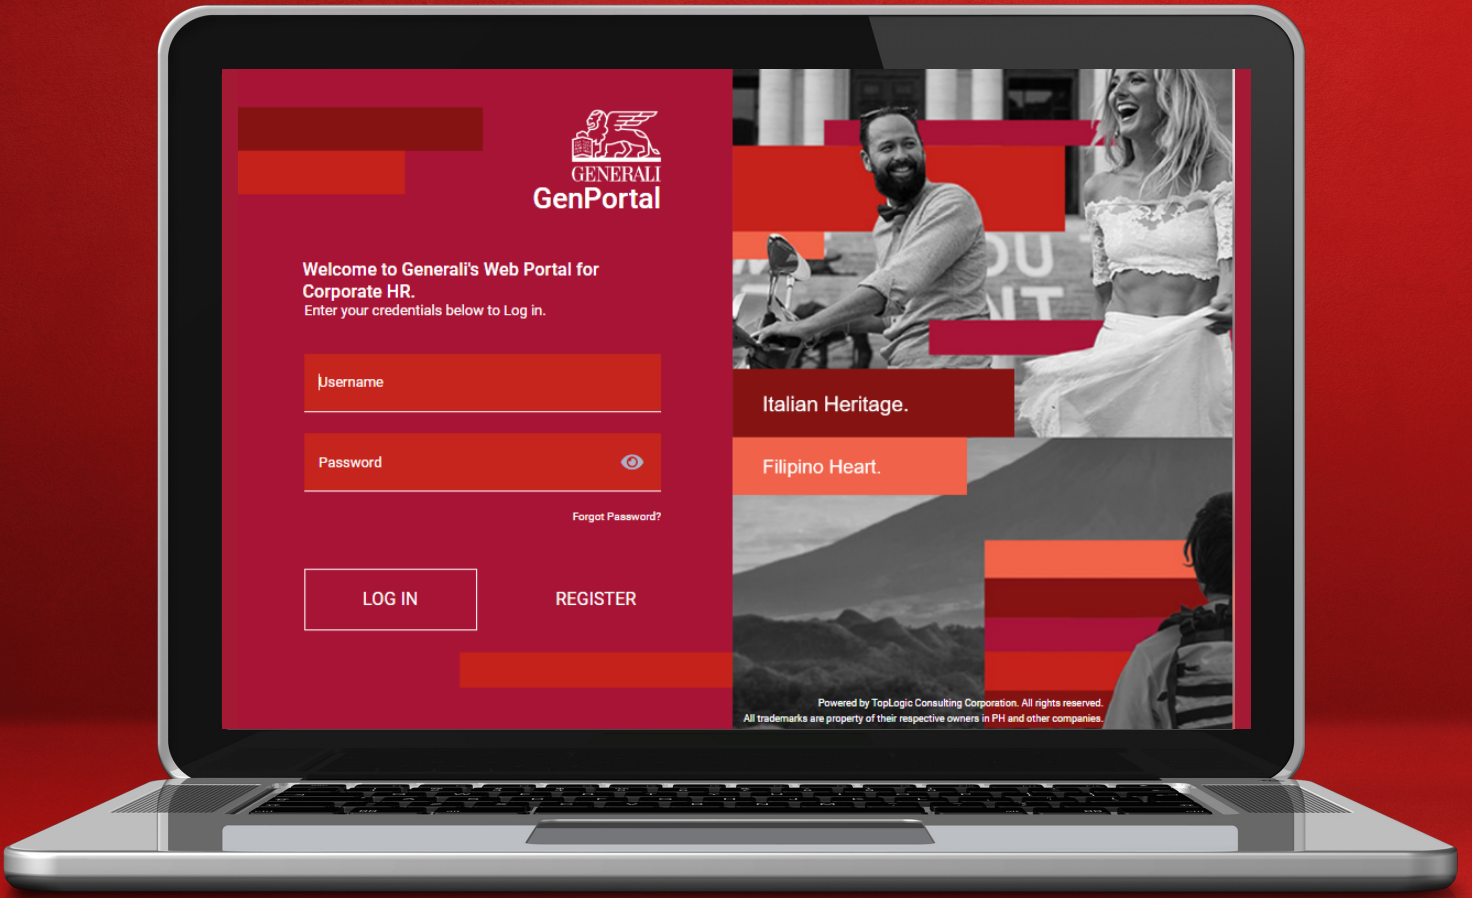 GENERALI
GenPortal
Welcome to Generali's Web Portal for
Corporate HR.
Enter your credentials below to Log in.
Username
Password
Forgot Password?
LOG IN
REGISTER
OU
NT
Italian Heritage.
Filipino Heart.
Powered by TopLogic Consulting Corporation. All rights reserved.
All trademarks are property of their respective owners in PH and other companies.